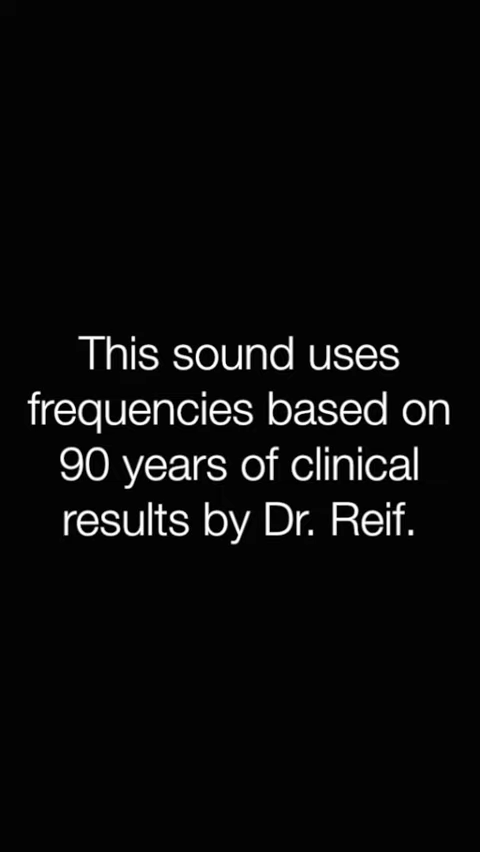 This sound uses
frequencies based on
90 years of clinical
results by Dr. Reif.